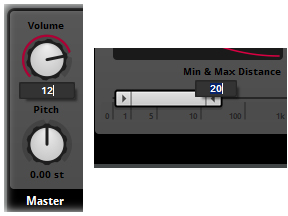 Volume
12
Pitch
0.00 st
Master
Min & Max Distance
20
0 1 5 10 100 1k